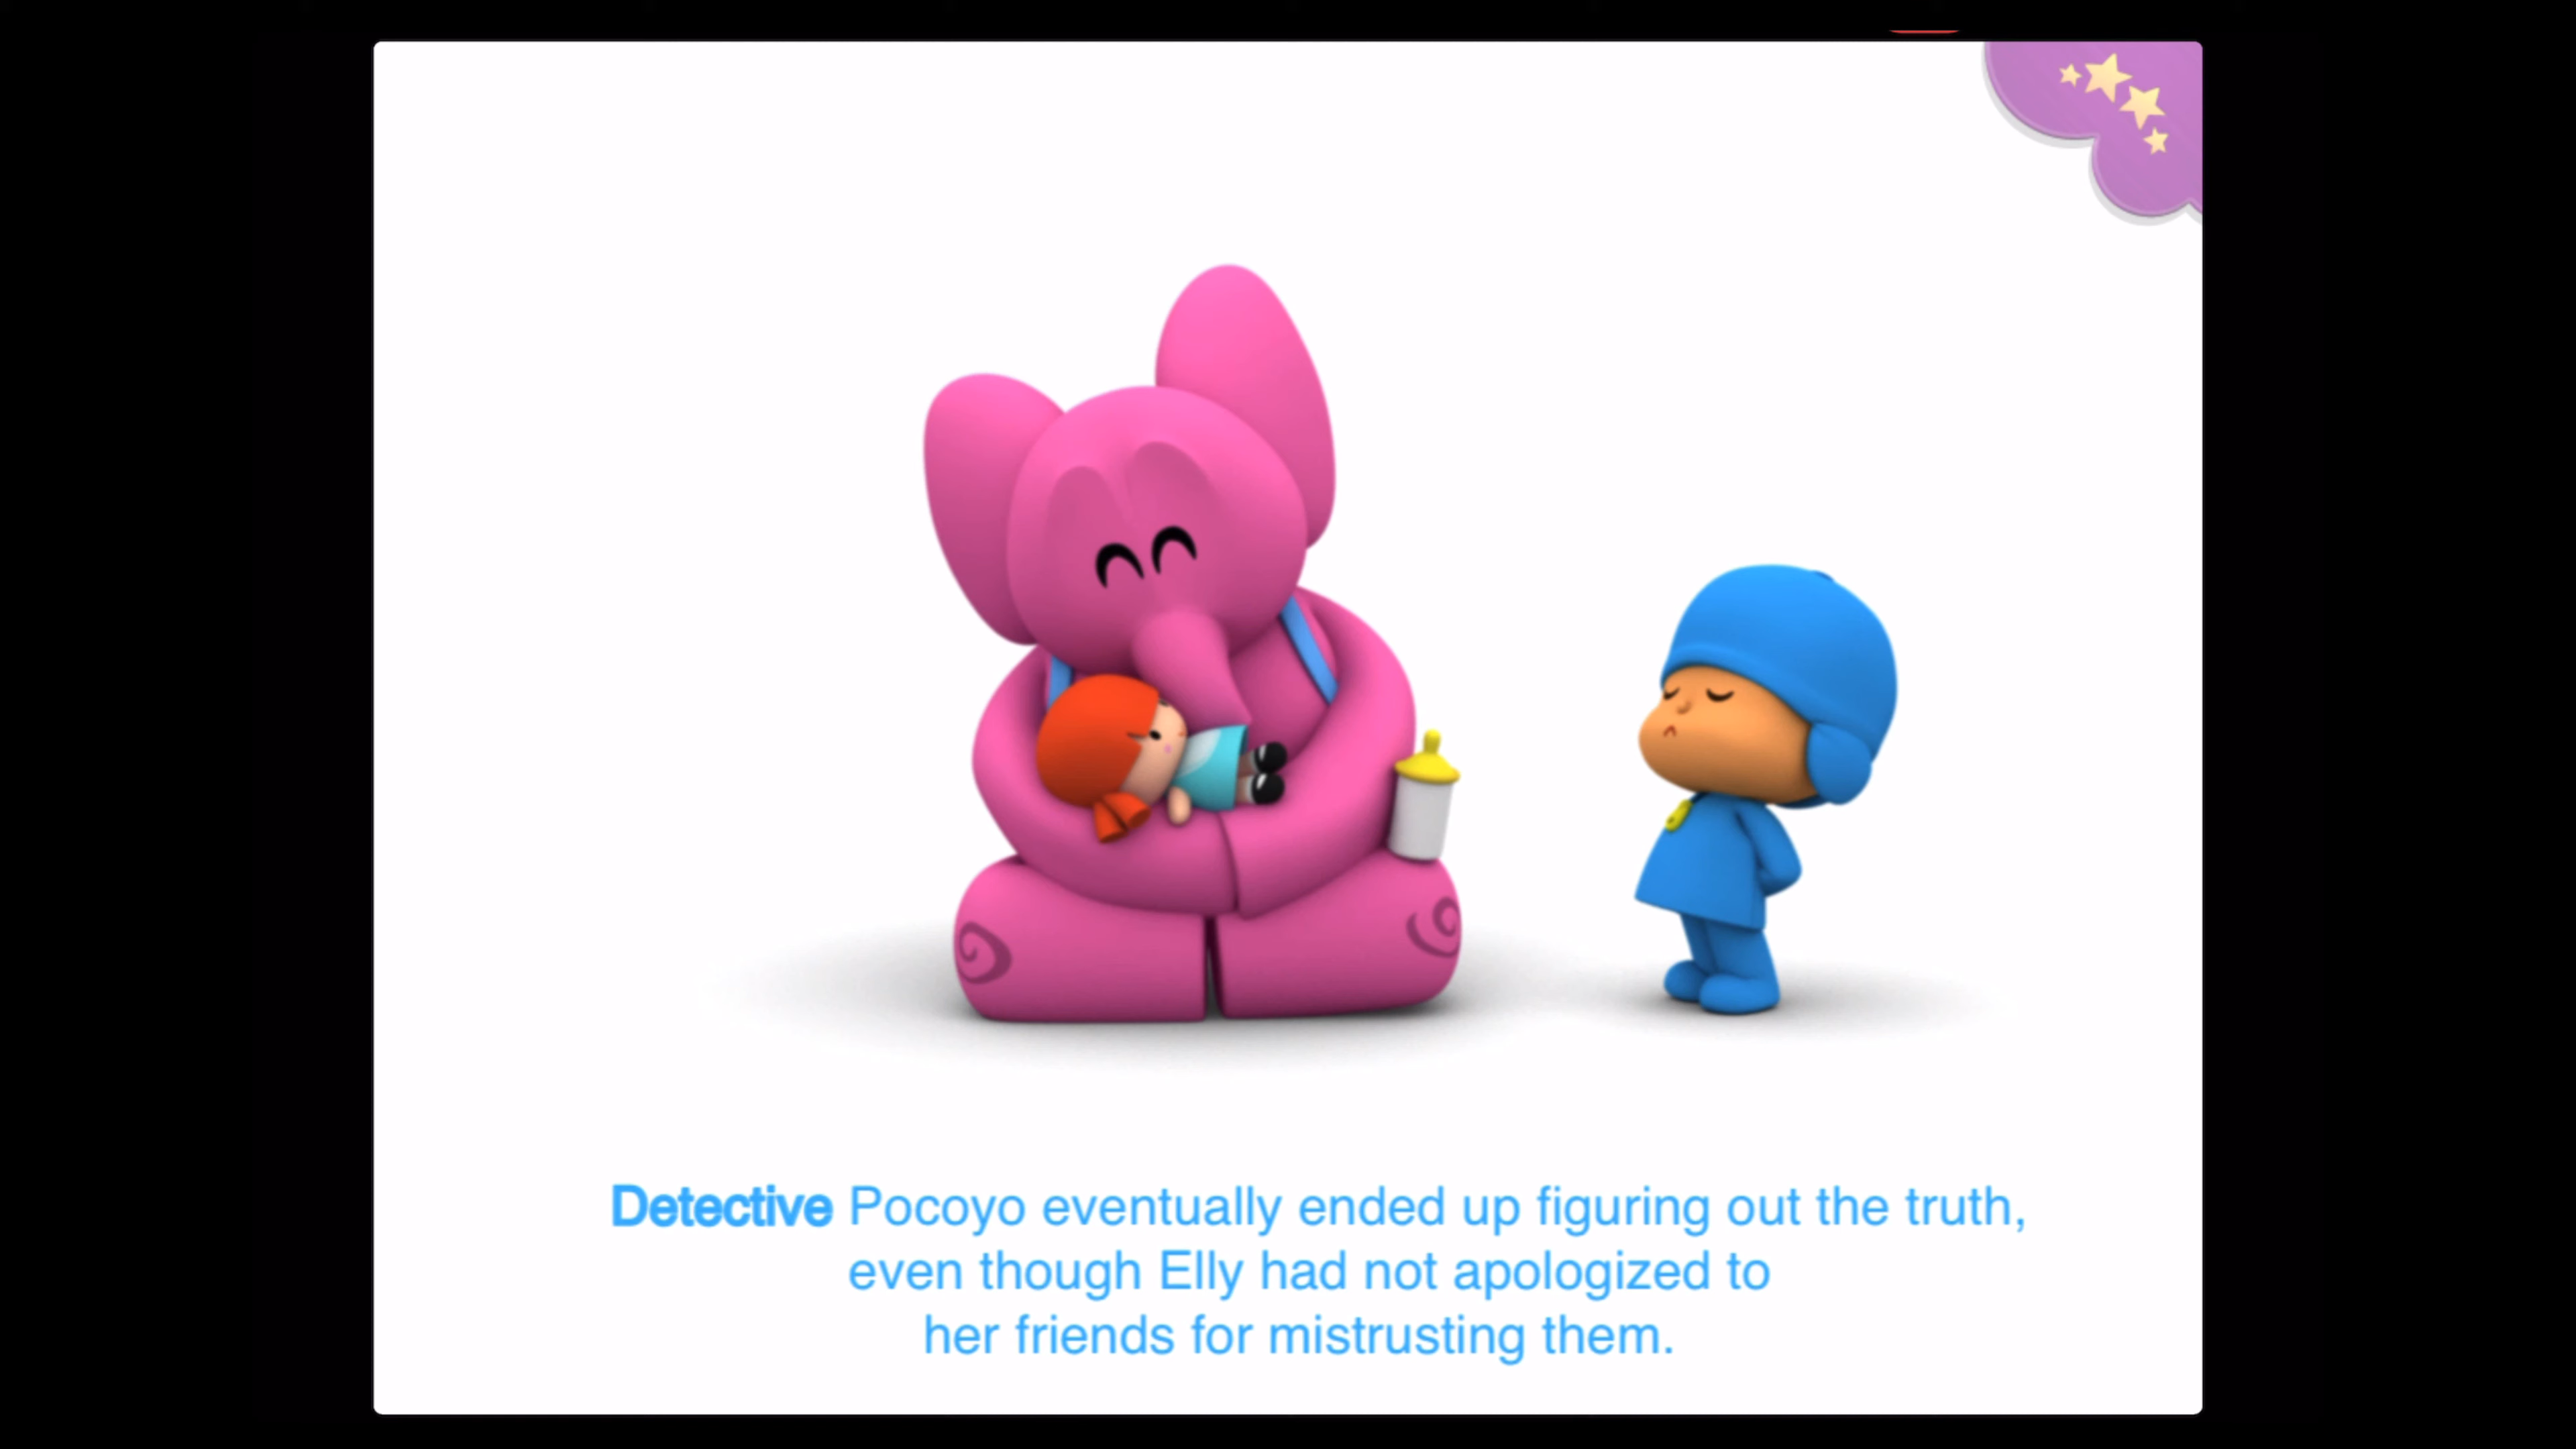 Detective Pocoyo eventually ended up figuring out the truth,
even though Elly had not apologized to
her friends for mistrusting them.